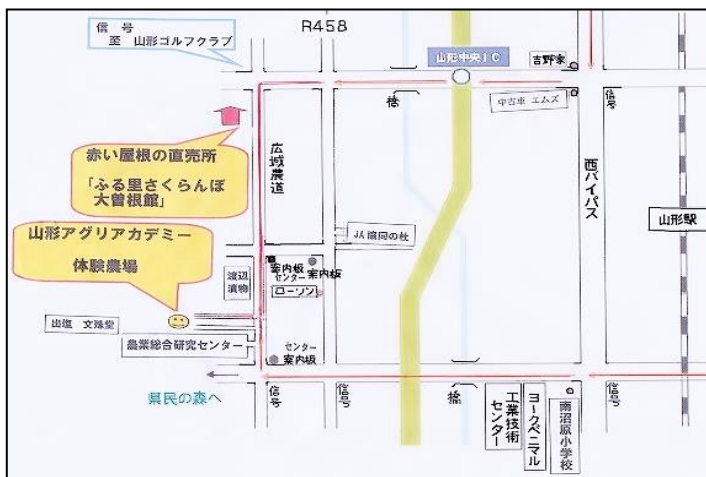 信 号
至 山形ゴルフクラブ
R458
山形中央IC
吉野家
橋
中古車 エムズ
信号
赤い屋根の直売所
「ふる里さくらんぼ
大曽根館」
広域農道
西バイパス
山形駅
山形アグリアカデミー
体験農場
JA協同の杜
渡辺
漬物
案内板
センター
案内板
ローソン
出塩 文殊堂
農業総合研究センター
センター
案内板
県民の森へ
信号
信号
橋
工業技術
センター
ヨークベニマル
南沼原小学校
信号